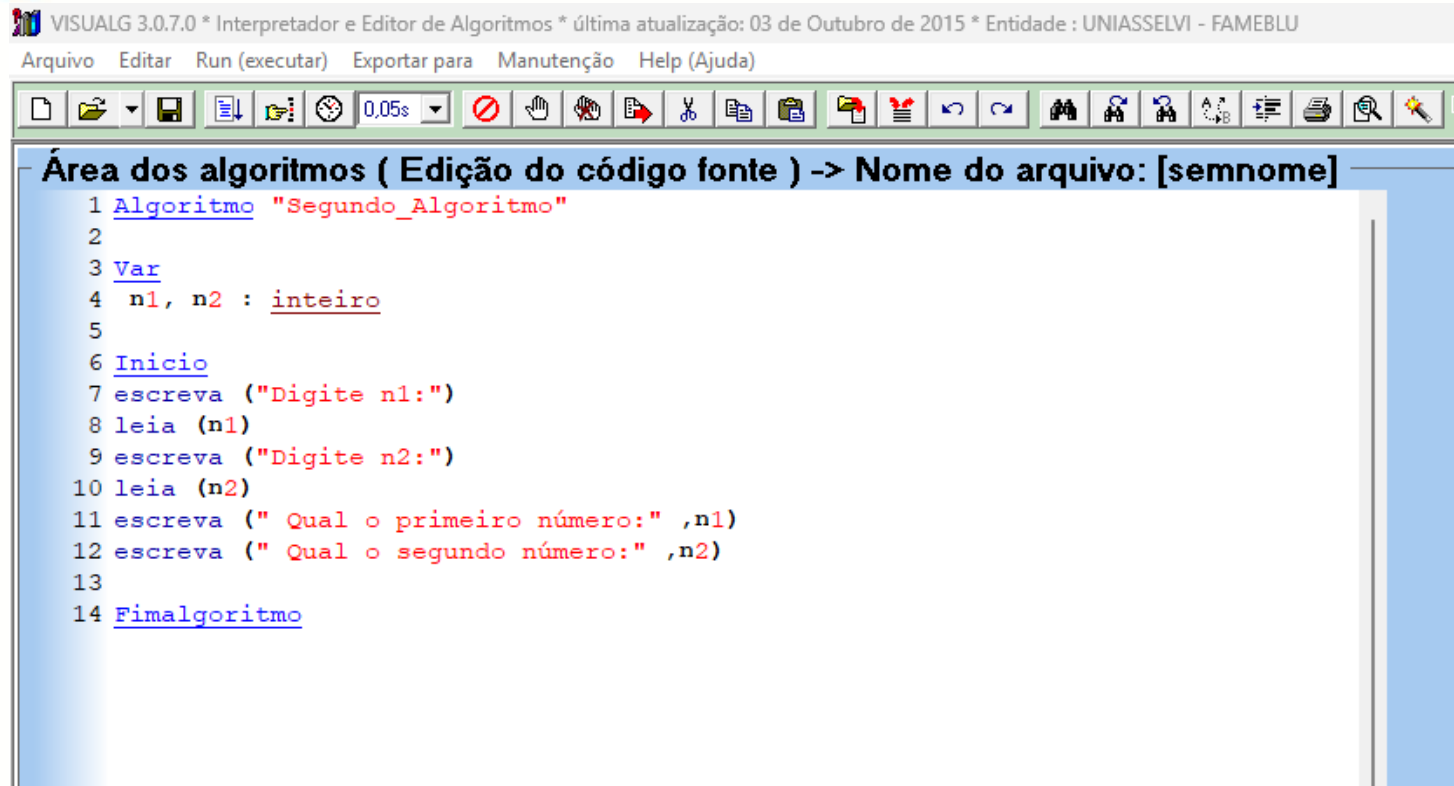 VISUALG 3.0.7.0 * Interpretador e Editor de Algoritmos * última atualização: 03 de Outubro de 2015 * Entidade : UNIASSELVI - FAMEBLU
Arquivo Editar Run (executar) Exportar para Manutenção Help (Ajuda)
0,05s
Área dos algoritmos ( Edição do código fonte ) -> Nome do arquivo: [semnome]
1 Algoritmo "Segundo_Algoritmo"
2
3 Var
4 n1, n2 : inteiro
5
6 Inicio
7 escreva ("Digite n1:")
8 leia (n1)
9 escreva ("Digite n2:")
10 leia (n2)
11 escreva (" Qual o primeiro número:" ,n1)
12 escreva (" Qual o segundo número:" ,n2)
13
14 Fimalgoritmo